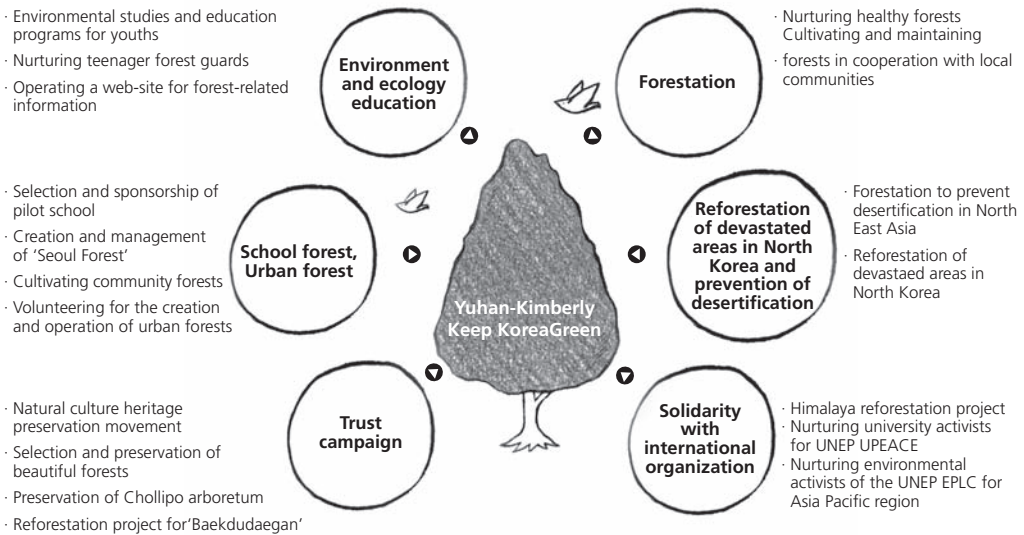 · Environmental studies and education
programs for youths
· Nurturing teenager forest guards
· Operating a web-site for forest-related
information
Environment
and ecology
education
Forestation
· Nurturing healthy forests
Cultivating and maintaining
· forests in cooperation with local
communities
· Selection and sponsorship of
pilot school
· Creation and management
of ‘Seoul Forest’
· Cultivating community forests
· Volunteering for the creation
and operation of urban forests
School forest,
Urban forest
Yuhan-Kimberly
Keep KoreaGreen
Reforestation
of devastated
areas in North
Korea and
prevention of
desertification
· Forestation to prevent
desertification in North
East Asia
· Reforestation of
devastaed areas in
North Korea
· Natural culture heritage
preservation movement
· Selection and preservation of
beautiful forests
· Preservation of Chollipo arboretum
· Reforestation project for‘Baekdudaegan’
Trust
campaign
Solidarity
with
international
organization
· Himalaya reforestation project
· Nurturing university activists
for UNEP UPEACE
· Nurturing environmental
activists of the UNEP EPLC for
Asia Pacific region